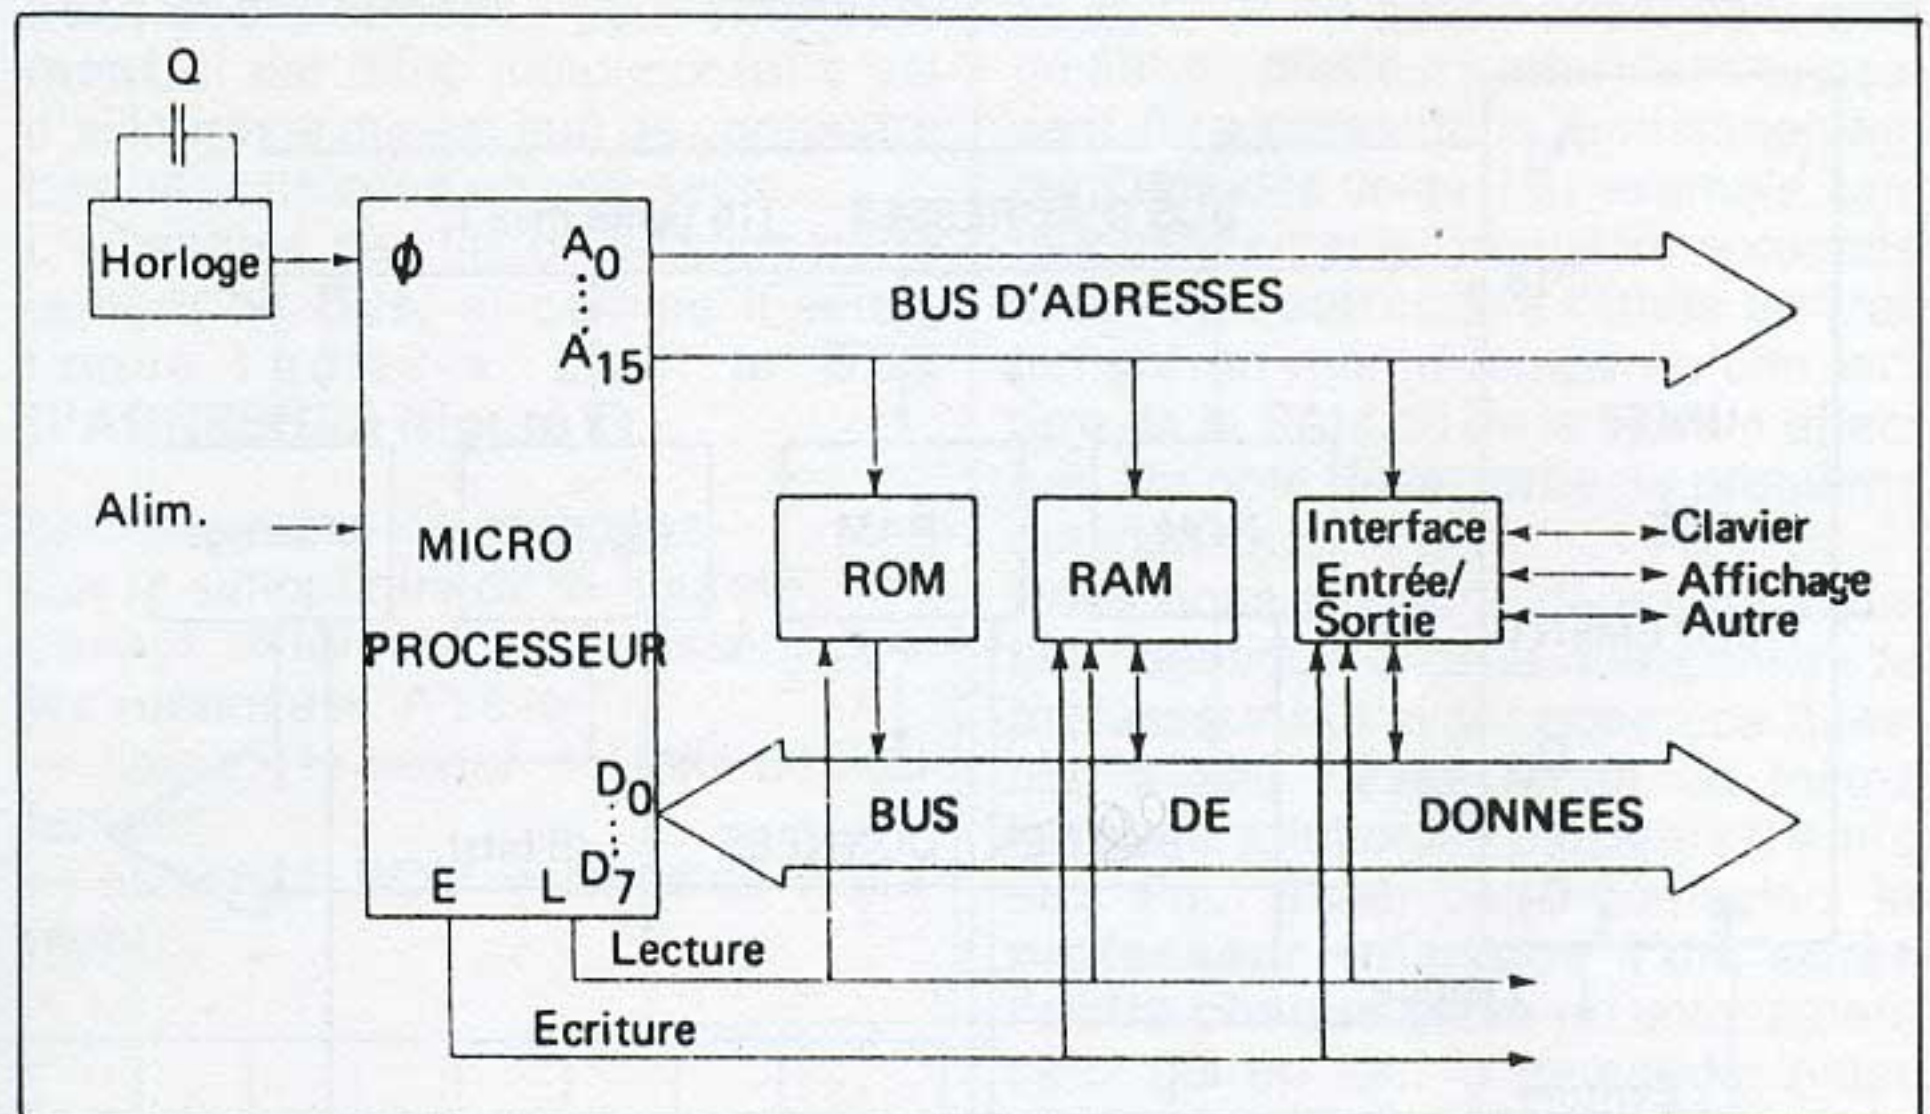 Q
Horloge
ϕ
A0
A15
BUS D'ADRESSES
Alim.
MICRO
PROCESSEUR
ROM
RAM
Interface
Entrée/
Sortie
Clavier
Affichage
Autre
D0
D7
BUS DE DONNEES
E L
Lecture
Ecriture